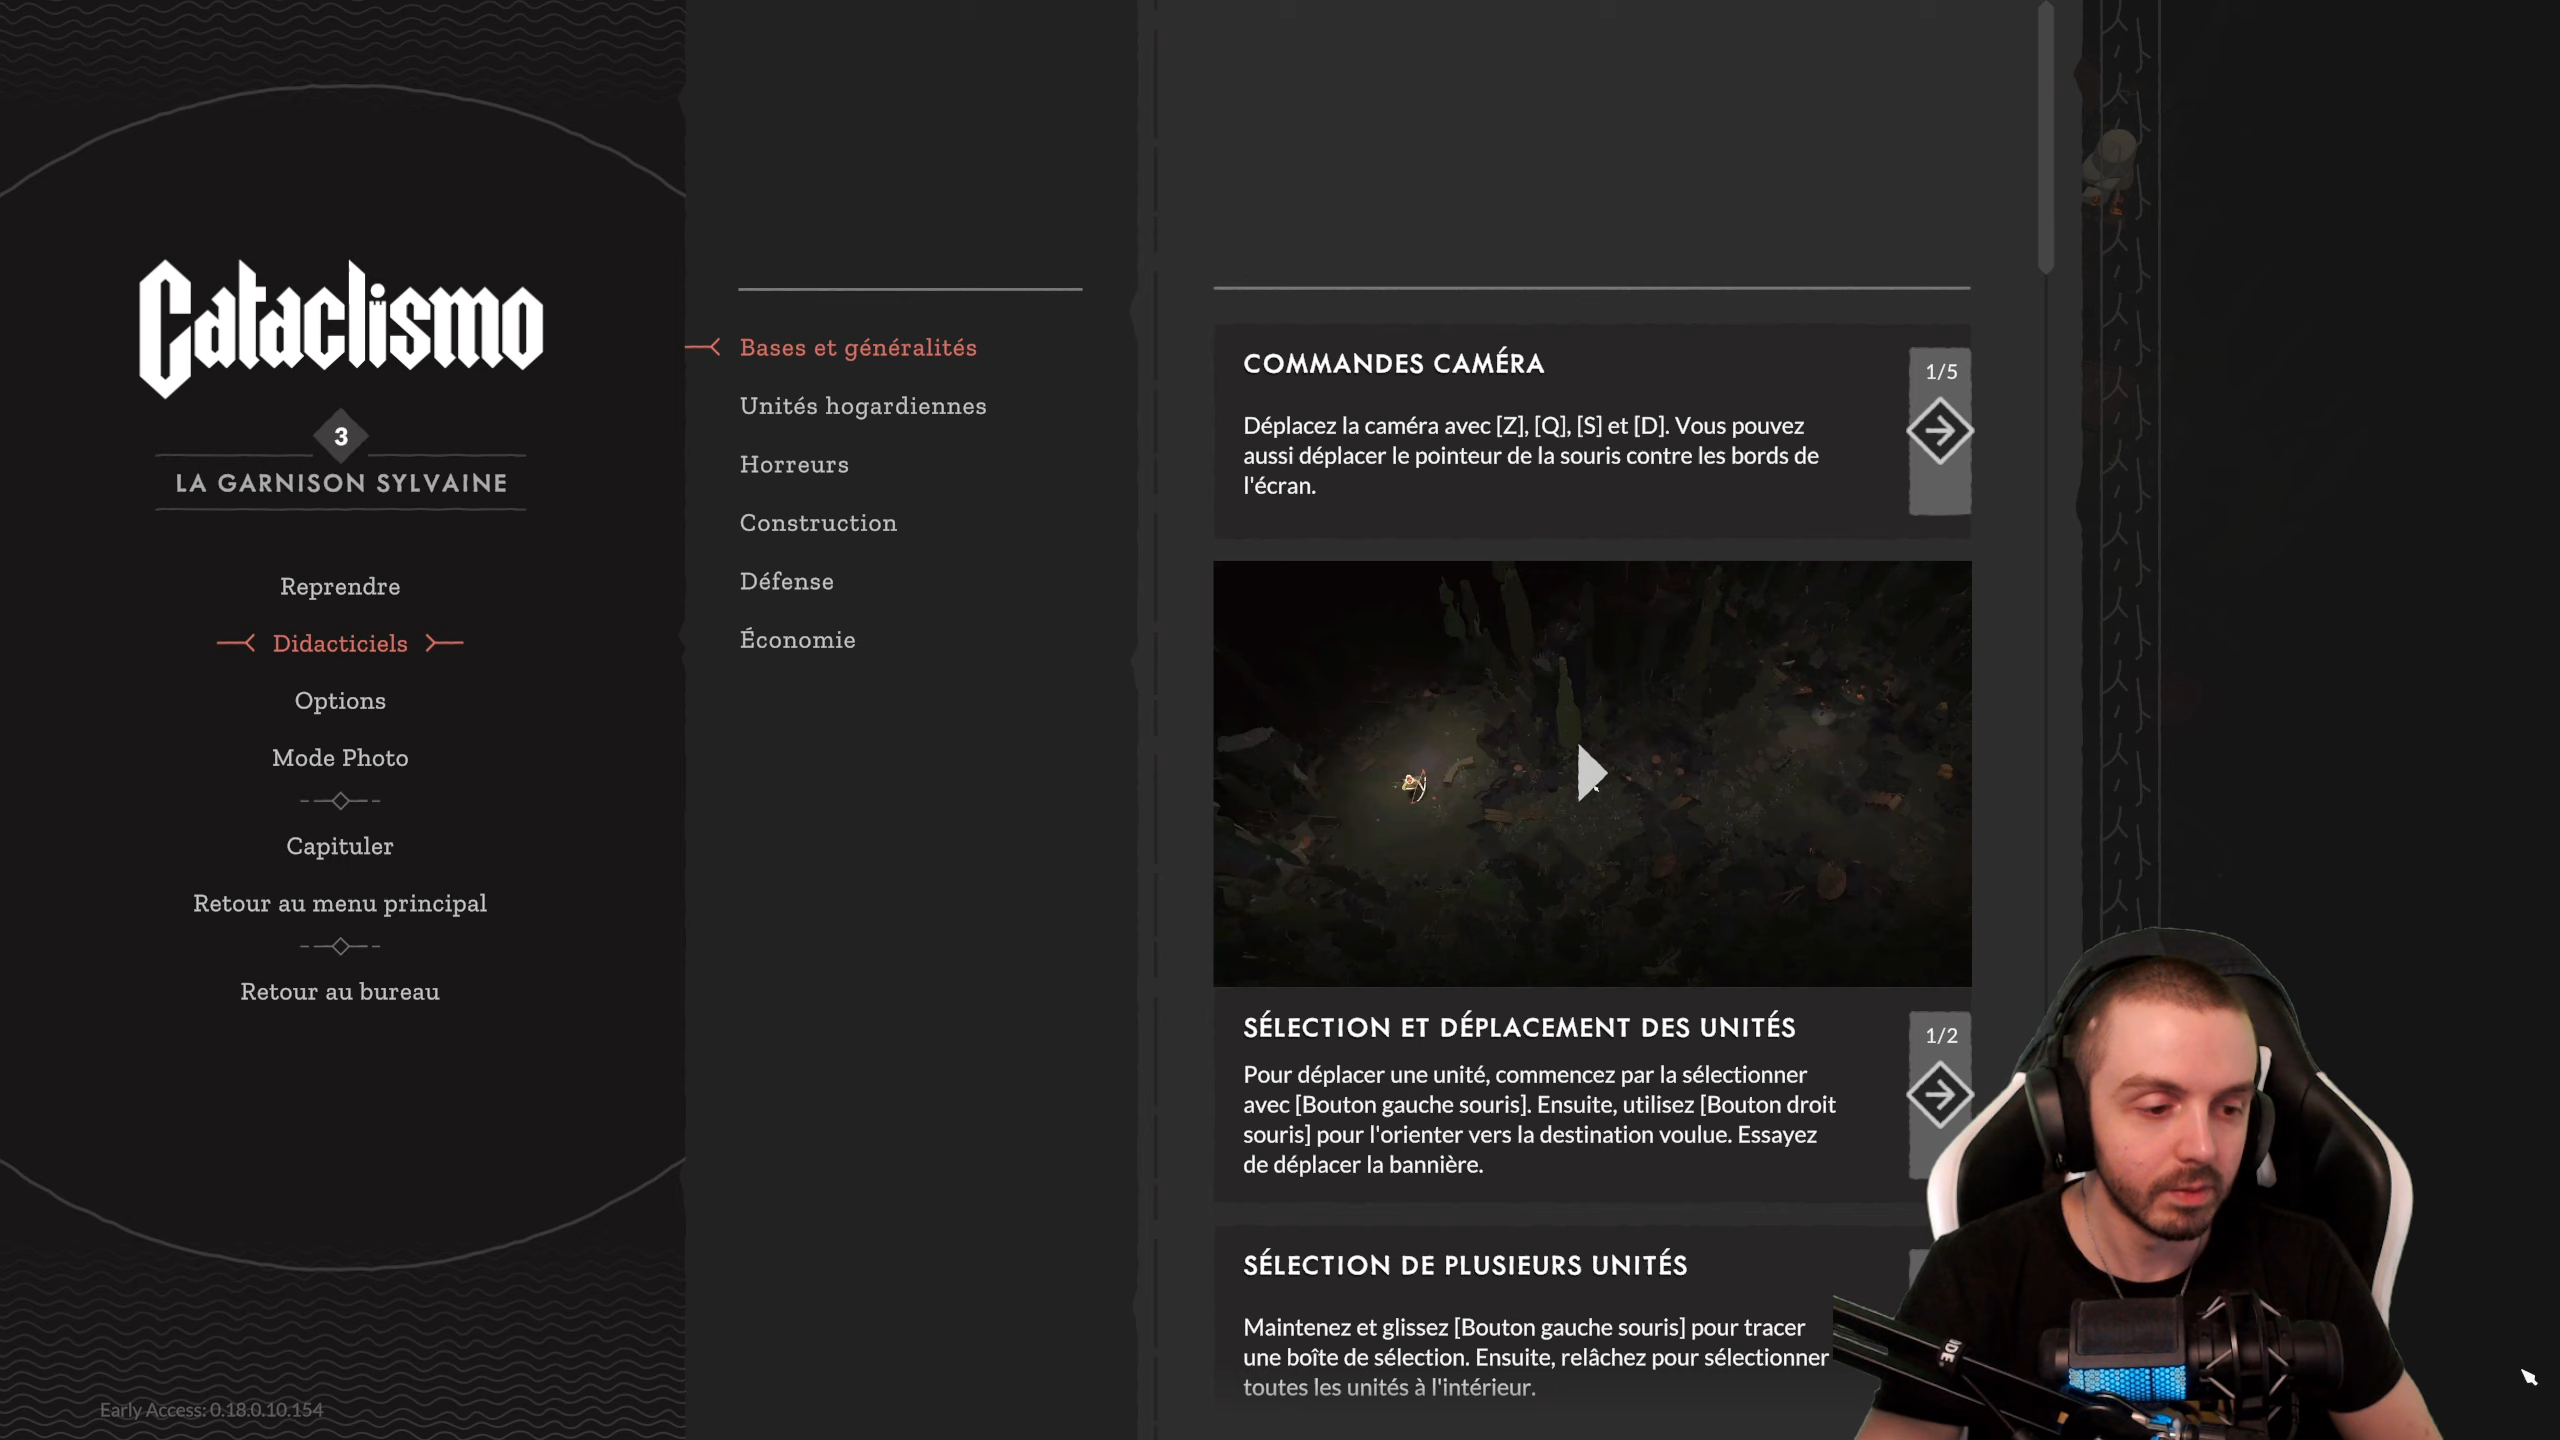 Cataclismo
3
LA GARNISON SYLVAINE
Reprendre
Didacticiels
Options
Mode Photo
Capituler
Retour au menu principal
Retour au bureau
Early Access: 0.18.0.10.154
Bases et généralités
Unités hogardiennes
Horreurs
Construction
Défense
Économie
COMMANDES CAMÉRA
1/5
Déplacez la caméra avec [Z], [Q], [S] et [D]. Vous pouvez
aussi déplacer le pointeur de la souris contre les bords de
l'écran.
SÉLECTION ET DÉPLACEMENT DES UNITÉS
1/2
Pour déplacer une unité, commencez par la sélectionner
avec [Bouton gauche souris]. Ensuite, utilisez [Bouton droit
souris] pour l'orienter vers la destination voulue. Essayez
de déplacer la bannière.
SÉLECTION DE PLUSIEURS UNITÉS
Maintenez et glissez [Bouton gauche souris] pour tracer
une boîte de sélection. Ensuite, relâchez pour sélectionner
toutes les unités à l'intérieur.